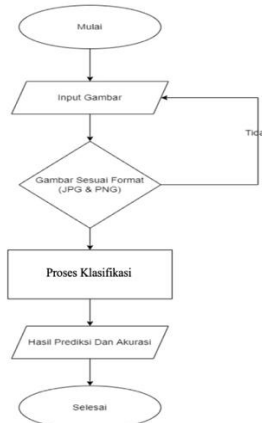 Mulai
Input Gambar
Gambar Sesuai Format
(JPG & PNG)
Proses Klasifikasi
Hasil Prediksi Dan Akurasi
Selesai